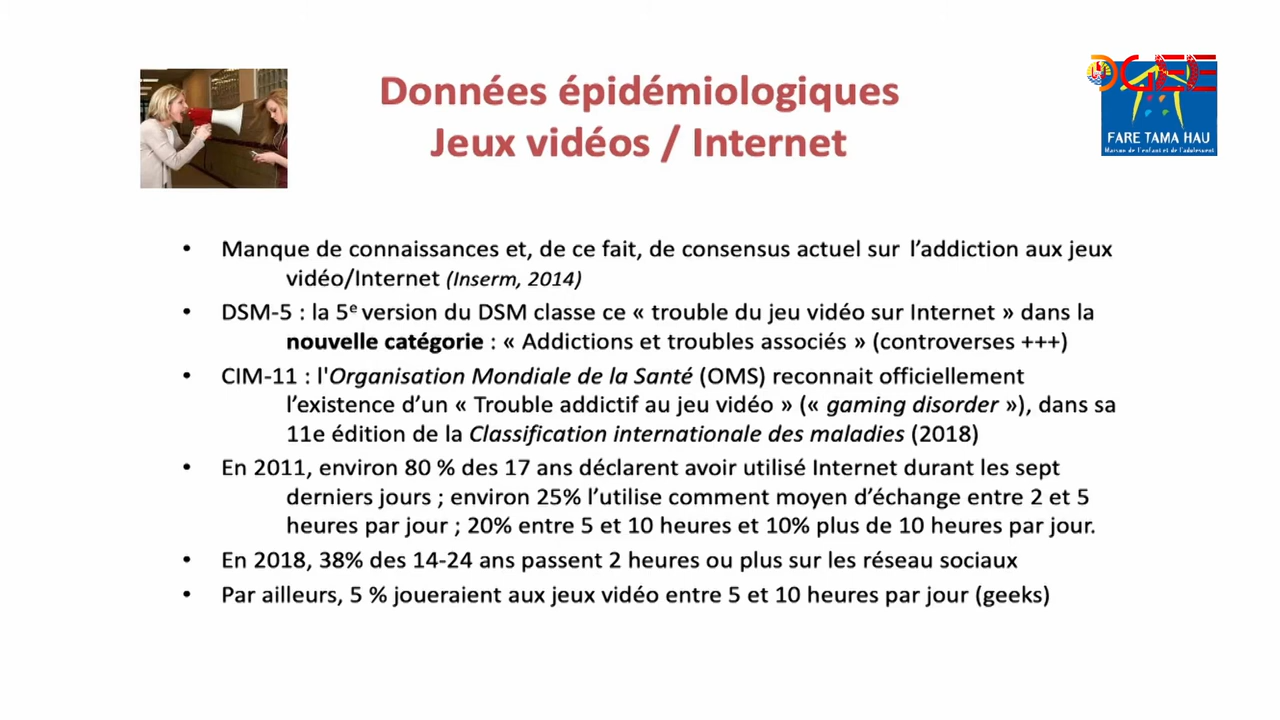 Données épidémiologiques
Jeux vidéos / Internet
DGEE
FARE TAMA HAU
Maison de l'enfant et de l'adolescent
• Manque de connaissances et, de ce fait, de consensus actuel sur l'addiction aux jeux
vidéo/Internet (Inserm, 2014)
• DSM-5 : la 5e version du DSM classe ce « trouble du jeu vidéo sur Internet » dans la
nouvelle catégorie : « Addictions et troubles associés » (controverses +++)
• CIM-11 : l'Organisation Mondiale de la Santé (OMS) reconnait officiellement
l'existence d'un « Trouble addictif au jeu vidéo » (« gaming disorder »), dans sa
11e édition de la Classification internationale des maladies (2018)
• En 2011, environ 80 % des 17 ans déclarent avoir utilisé Internet durant les sept
derniers jours ; environ 25% l'utilise comment moyen d'échange entre 2 et 5
heures par jour ; 20% entre 5 et 10 heures et 10% plus de 10 heures par jour.
• En 2018, 38% des 14-24 ans passent 2 heures ou plus sur les réseau sociaux
• Par ailleurs, 5 % joueraient aux jeux vidéo entre 5 et 10 heures par jour (geeks)